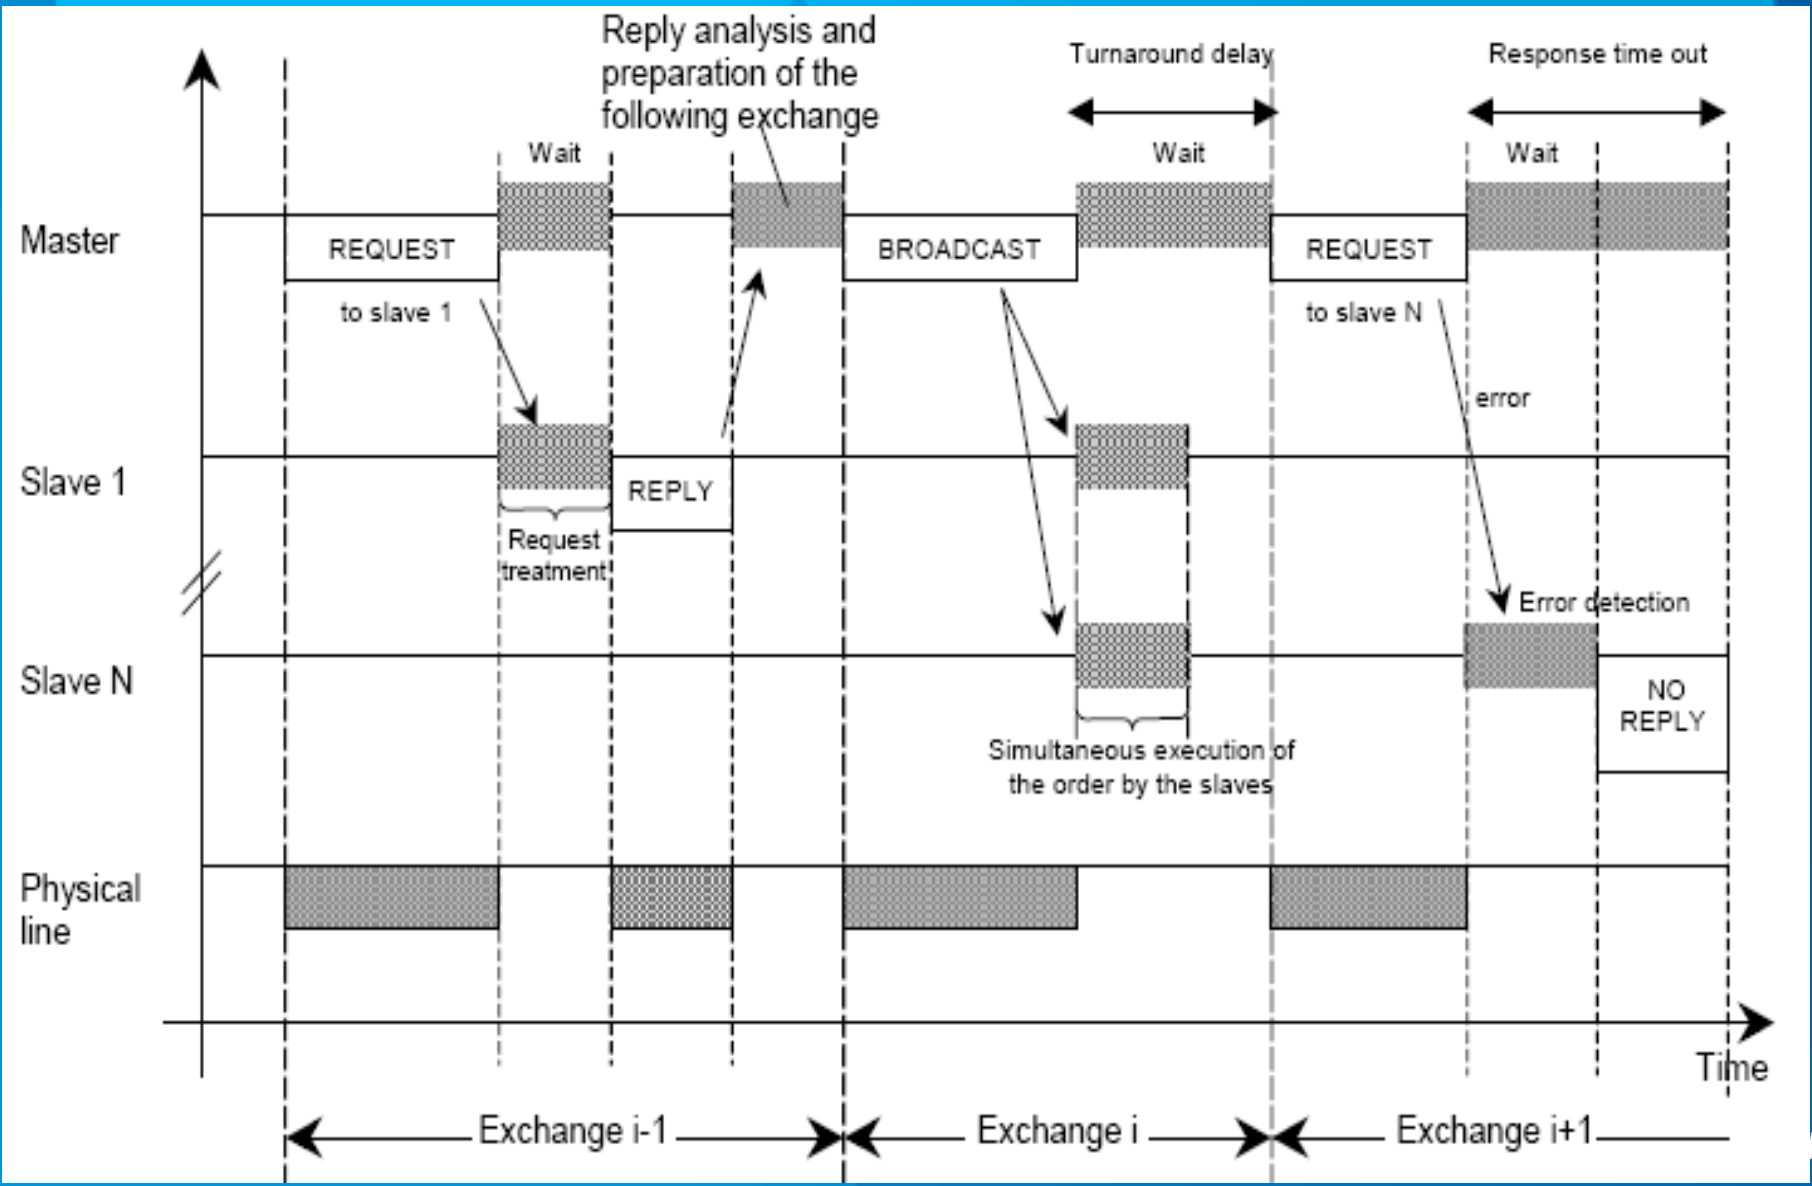 Reply analysis and
preparation of the
following exchange
Turnaround delay
Response time out
Wait
Wait
Wait
Master
REQUEST
BROADCAST
REQUEST
to slave 1
to slave N
error
Slave 1
REPLY
Request
treatment
Error detection
Slave N
NO
REPLY
Simultaneous execution of
the order by the slaves
Physical
line
Time
Exchange i-1
Exchange i
Exchange i+1